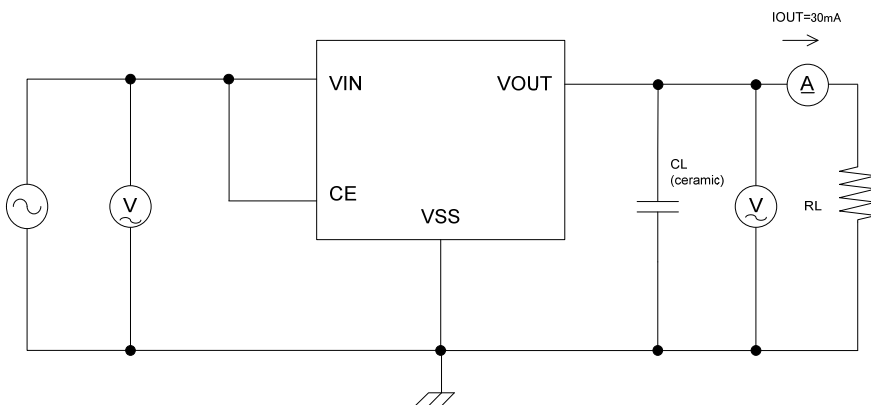 IOUT=30mA
VIN
VOUT
A
CL
(ceramic)
V
CE
V
RL
VSS